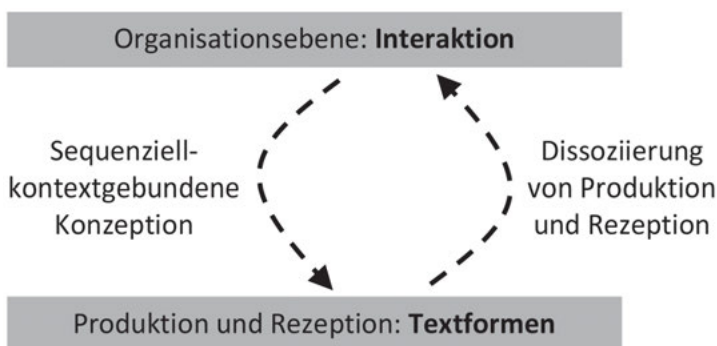 Organisationsebene: Interaktion
Sequenziell-
kontextgebundene
Konzeption
Dissoziierung
von Produktion
und Rezeption
Produktion und Rezeption: Textformen